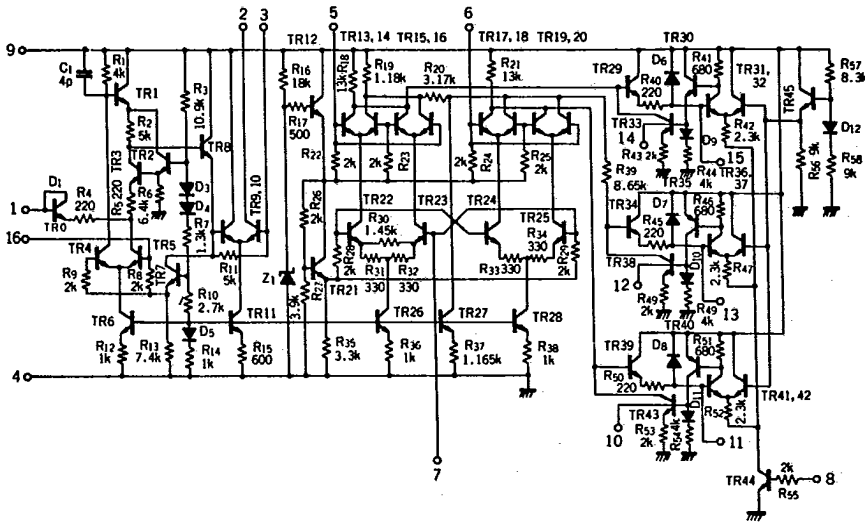 2 3 5 6
TR12 TR13, 14 TR15, 16 TR17, 18 TR19, 20 TR30
9
C1 4p
R1 4k
TR1
R2 5k
R3 10.9k
TR3
TR2
TR8
R5 220
R6 6.4k
D1
R4 220
1
TR0
16
D3
D4
R7 1.3k
TR9, 10
TR4
TR5
TR7
R9 2k
R8 2k
R11 5k
R10 2.7k
D5
TR6
TR11
R12 1k
R13 7.4k
R14 1k
R15 600
4
R16 18k
R17 500
R18 13k
R19 1.18k
R20 3.17k
R21 13k
R22 2k
R23 2k
R24 2k
R25 2k
R26 2k
TR22
TR23
TR24
TR25
R30 1.45k
R28 2k
R31 330
R32 330
R33 330
R34 330
R29 2k
Z1
3.9k
R27
TR21
TR26
TR27
TR28
R35 3.3k
R36 1k
R37 1.165k
R38 1k
7
TR29
D6
R40 220
R41 680
TR31, 32
TR33
14
D9
R42 2.3k
R43 2k
R44 4k
15
TR36, 37
R39 8.65k
TR35
TR34
D7
R45 220
R46 680
TR38
D10
2.3k
R47
12
R49 2k
R49 4k
13
TR40
TR39
D8
R50 220
R51 680
D11
TR43
R52
2.3k
TR41, 42
10
R53 2k
R54 4k
11
TR45
R57 8.3k
D12
R56 9k
R58 9k
TR44
2k
R55
8